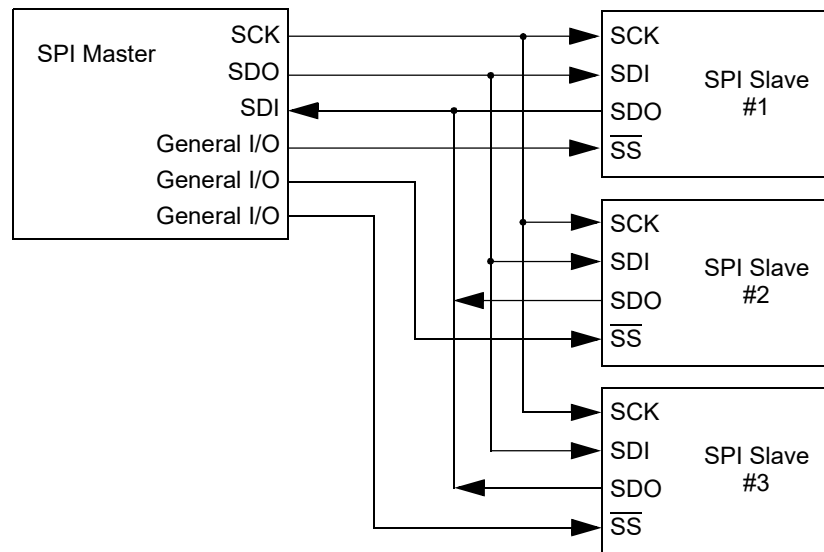 SPI Master
SCK
SDO
SDI
General I/O
General I/O
General I/O
SCK
SDI
SDO
SS
SPI Slave
#1
SCK
SDI
SDO
SS
SPI Slave
#2
SCK
SDI
SDO
SS
SPI Slave
#3